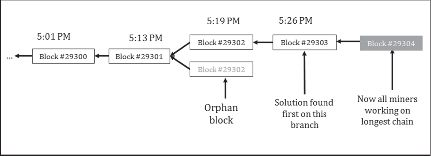 5:19 PM
5:26 PM
5:13 PM
5:01 PM
Block #29302
Block #29303
Block #29304
...
Block #29300
Block #29301
Block #29302
Orphan
block
Solution found
first on this
branch
Now all miners
working on
longest chain